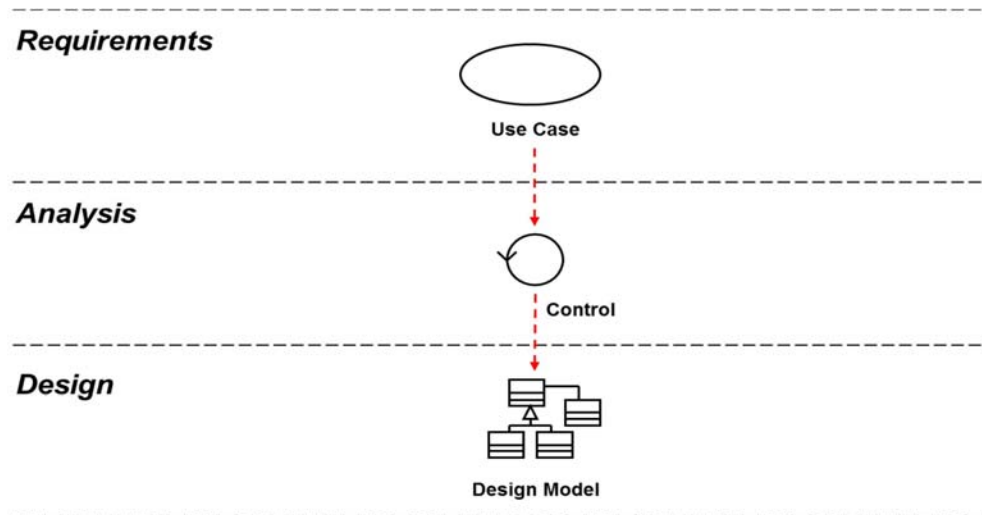 Requirements
Use Case
Analysis
Control
Design
Design Model